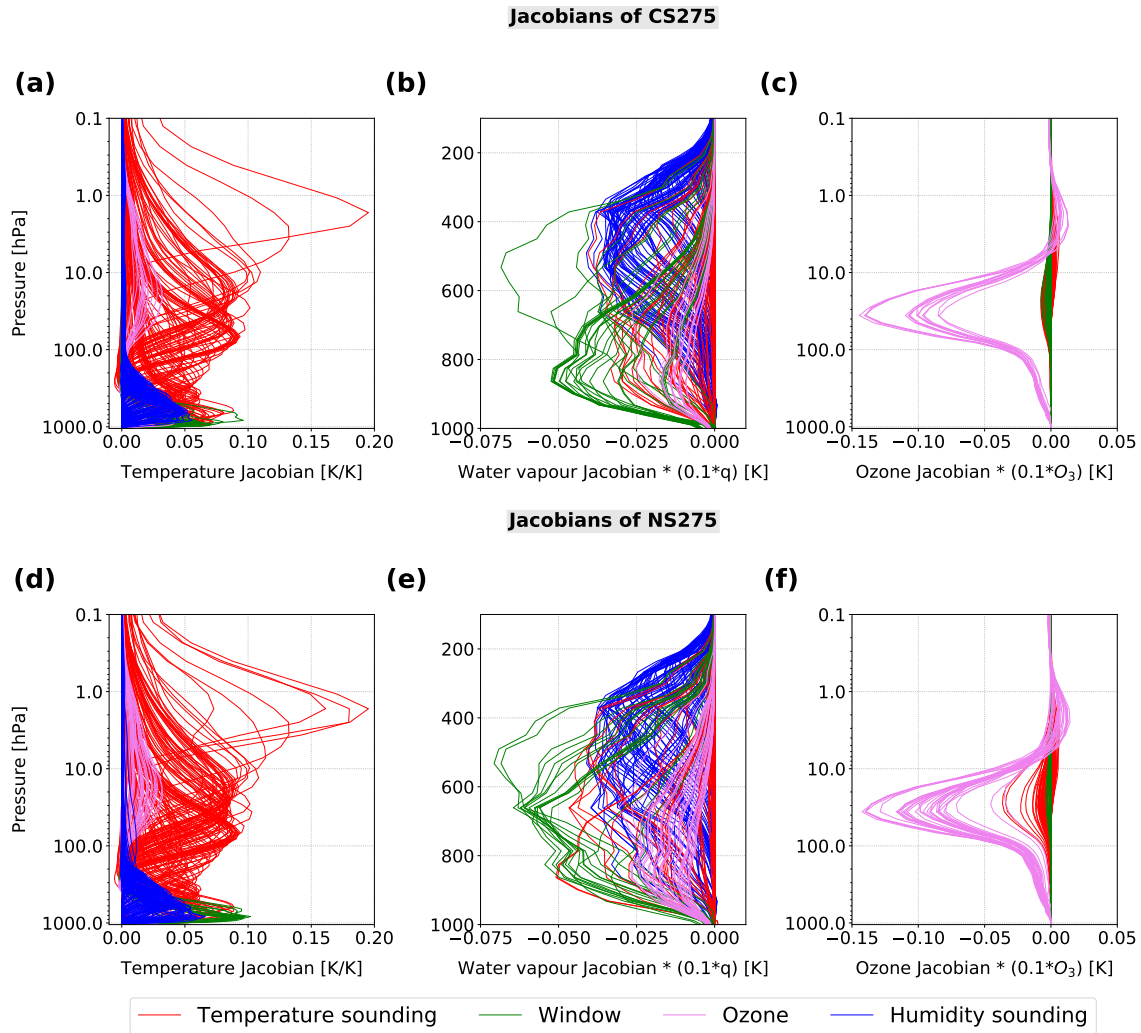 Jacobians of CS275
(a) (b) (c)
0.1
1.0
10.0
100.0
1000.0
Pressure [hPa]
0.00 0.05 0.10 0.15 0.20
Temperature Jacobian [K/K]
200
400
600
800
1000
−0.075 −0.050 −0.025 0.000
Water vapour Jacobian * (0.1*q) [K]
0.1
1.0
10.0
100.0
1000.0
−0.15 −0.10 −0.05 0.00 0.05
Ozone Jacobian * (0.1*O₃) [K]
Jacobians of NS275
(d) (e) (f)
0.1
1.0
10.0
100.0
1000.0
Pressure [hPa]
0.00 0.05 0.10 0.15 0.20
Temperature Jacobian [K/K]
200
400
600
800
1000
−0.075 −0.050 −0.025 0.000
Water vapour Jacobian * (0.1*q) [K]
0.1
1.0
10.0
100.0
1000.0
−0.15 −0.10 −0.05 0.00 0.05
Ozone Jacobian * (0.1*O₃) [K]
Temperature sounding Window Ozone Humidity sounding